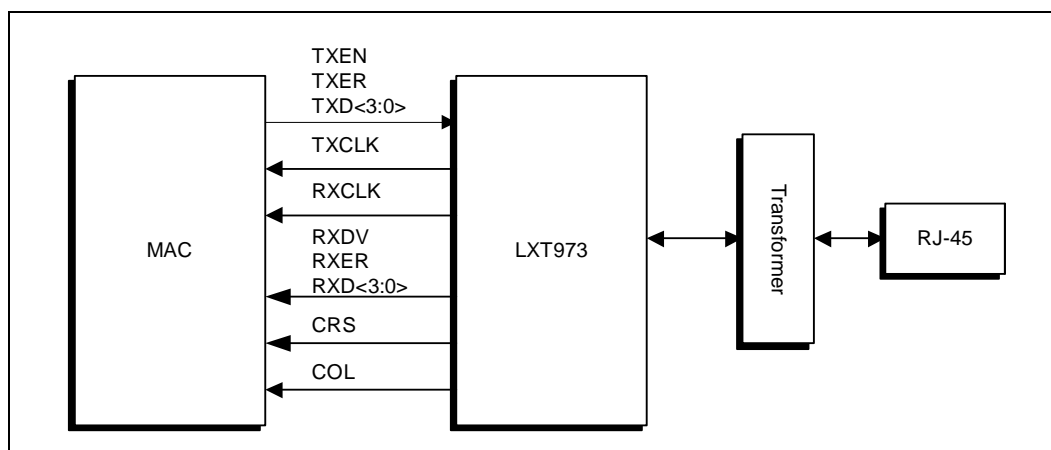 TXEN
TXER
TXD<3:0>
TXCLK
RXCLK
RXDV
RXER
RXD<3:0>
CRS
COL
MAC
LXT973
Transformer
RJ-45